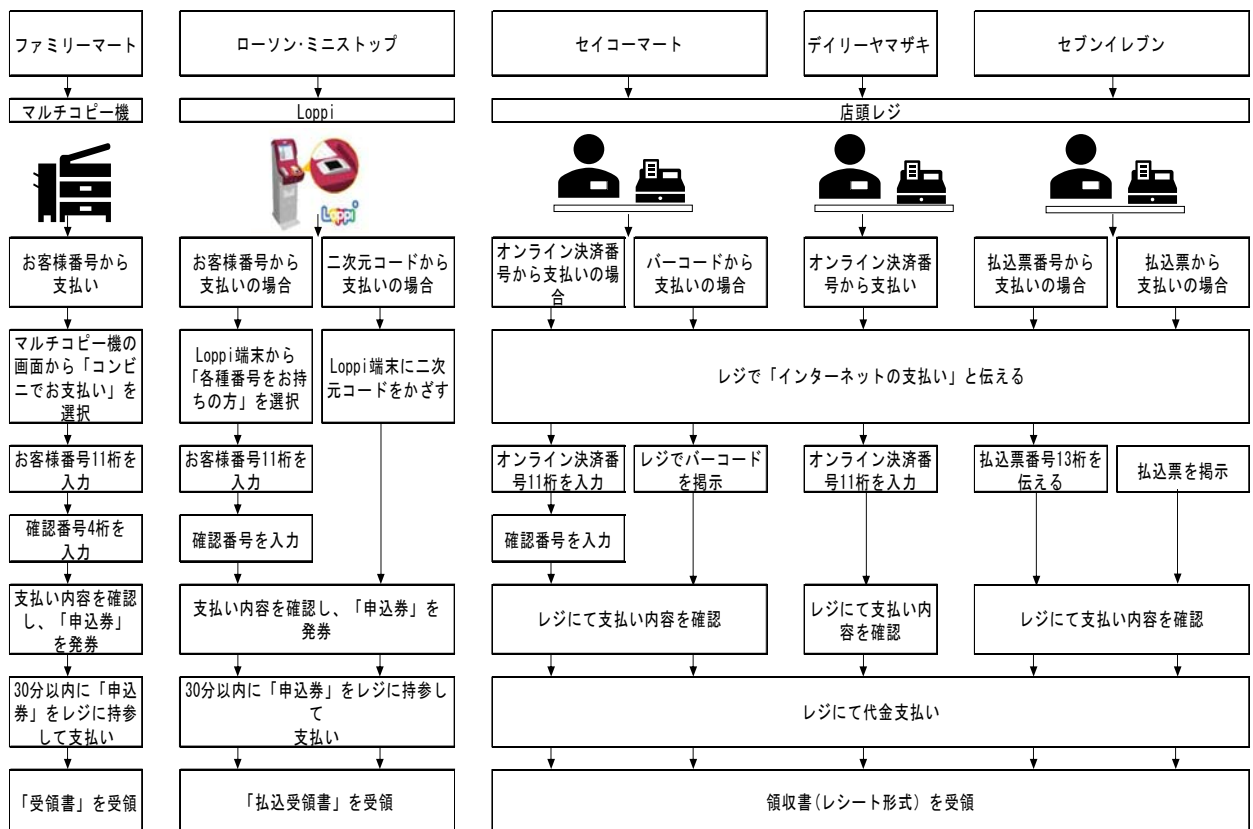 ファミリーマート
ローソン･ミニストップ
セイコーマート
デイリーヤマザキ
セブンイレブン
マルチコピー機
Loppi
店頭レジ
Loppi
お客様番号から
支払い
お客様番号から
支払いの場合
二次元コードから
支払いの場合
オンライン決済番
号から支払いの場
合
バーコードから
支払いの場合
オンライン決済番
号から支払い
払込票番号から
支払いの場合
払込票から
支払いの場合
マルチコピー機の
画面から「コンビ
ニでお支払い」を
選択
Loppi端末から
「各種番号をお持
ちの方」を選択
Loppi端末に二次
元コードをかざす
レジで「インターネットの支払い」と伝える
お客様番号11桁を
入力
お客様番号11桁を
入力
オンライン決済番
号11桁を入力
レジでバーコード
を掲示
オンライン決済番
号11桁を入力
払込票番号13桁を
伝える
払込票を掲示
確認番号4桁を
入力
確認番号を入力
確認番号を入力
支払い内容を確認
し、「申込券」
を発券
支払い内容を確認し、「申込券」を
発券
レジにて支払い内容を確認
レジにて支払い内
容を確認
レジにて支払い内容を確認
30分以内に「申込
券」をレジに持参
して支払い
30分以内に「申込券」をレジに持参し
て
支払い
レジにて代金支払い
「受領書」を受領
「払込受領書」を受領
領収書(レシート形式）を受領